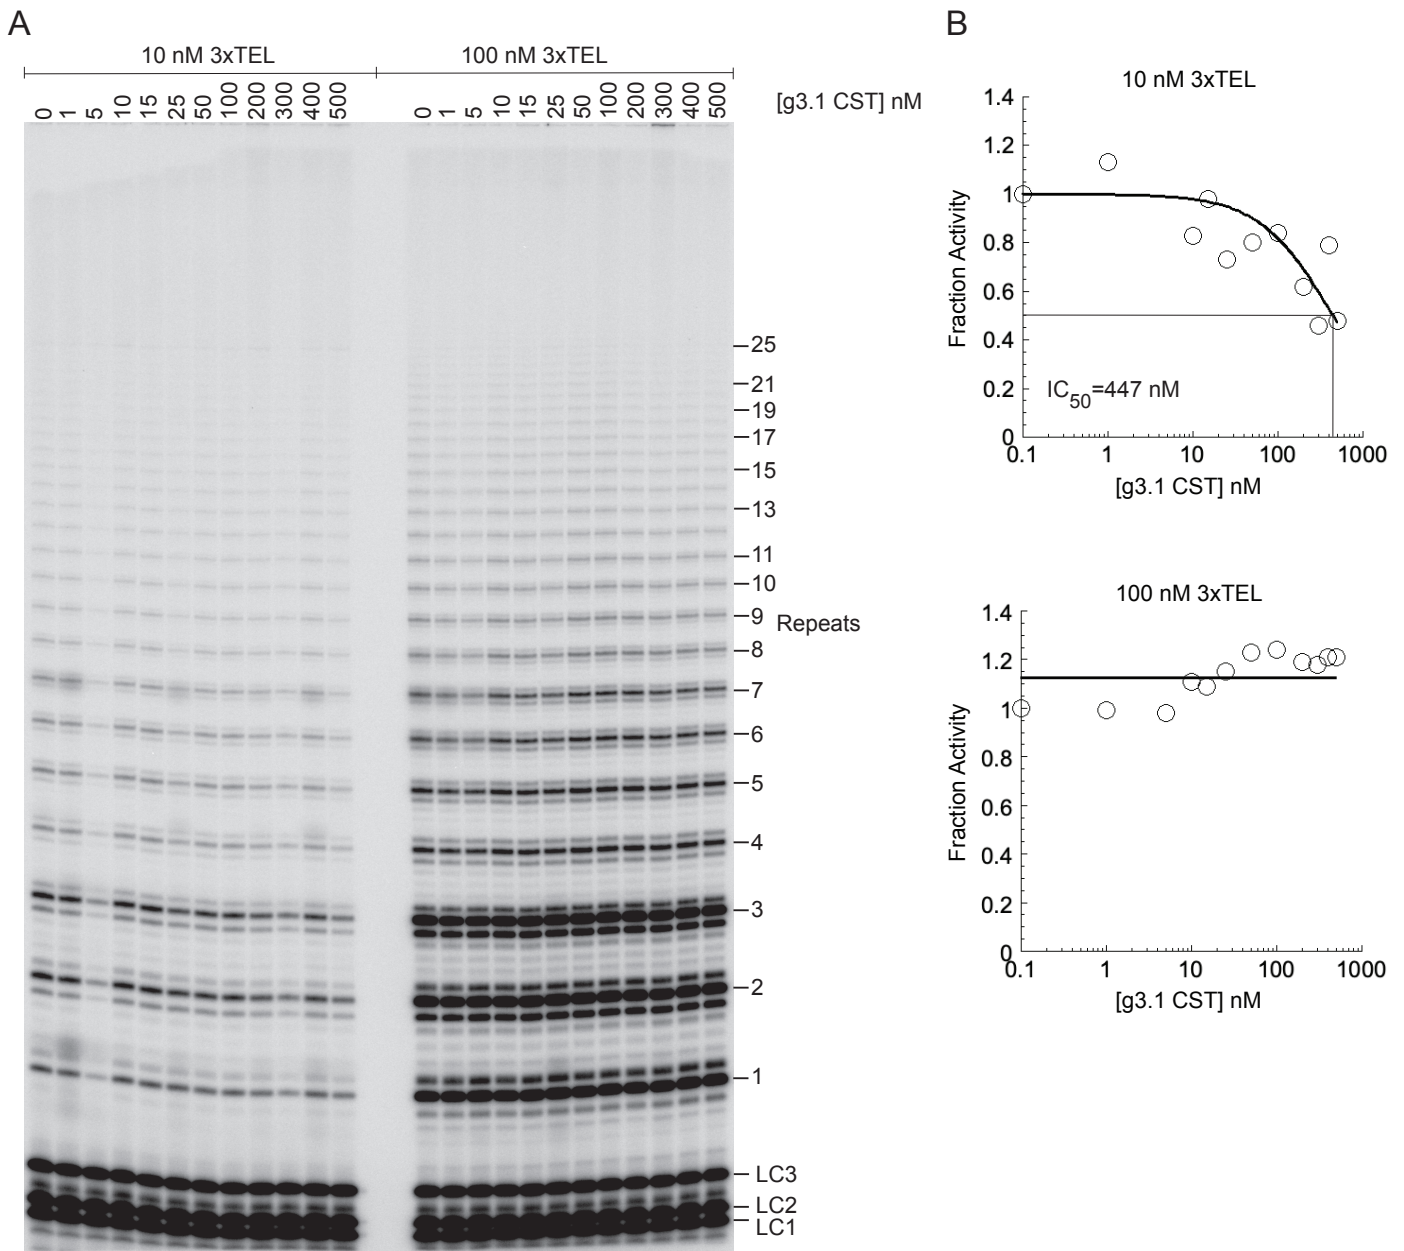 A
10 nM 3xTEL
100 nM 3xTEL
0 1 5 10 15 25 50 100 200 300 400 500
0 1 5 10 15 25 50 100 200 300 400 500
[g3.1 CST] nM
25
21
19
17
15
13
11
10
9
Repeats
8
7
6
5
4
3
2
1
LC3
LC2
LC1
B
10 nM 3xTEL
Fraction Activity
1.4
1.2
1
0.8
0.6
0.4
0.2
0
IC50=447 nM
0.1 1 10 100 1000
[g3.1 CST] nM
100 nM 3xTEL
Fraction Activity
1.4
1.2
1
0.8
0.6
0.4
0.2
0
0.1 1 10 100 1000
[g3.1 CST] nM